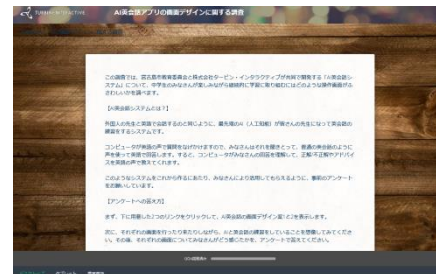 TURBINE INTERACTIVE
AI英会話アプリの画面デザインに関する調査
この調査では、宮古島市教育委員会と株式会社タービン・インタラクティブが共同で開発する「AI英会話シ
ステム」について、中学生のみなさんが楽しみながら継続的に学習に取り組むにはどのような操作画面がふ
さわしいかを調べます。
【AI英会話システムとは？】
外国人の先生と英語で会話するのと同じように、最先端のAI（人工知能）が皆さんの先生になって英会話の
練習をするシステムです。
コンピュータが英語の声で質問をなげかけますので、みなさんはそれを聞きとって、普通の英会話のように
声を使って英語で回答します。すると、コンピュータがみなさんの回答を理解して、正解/不正解やアドバイ
スを英語の声で教えてくれます。
このようなシステムをこれから作るにあたり、みなさんにより活用してもらえるように、事前のアンケート
をお願いしています。
【アンケートへの答え方】
まず、下に用意した2つのリンクをクリックして、AI英会話の画面デザイン案1と2を表示します。
次に、それぞれの画面を行ったり来たりしながら、AIと英会話の練習をしていることを想像してみてくださ
い。その後、それぞれの画面についてみなさんがどう感じたかを、アンケートで答えてください。